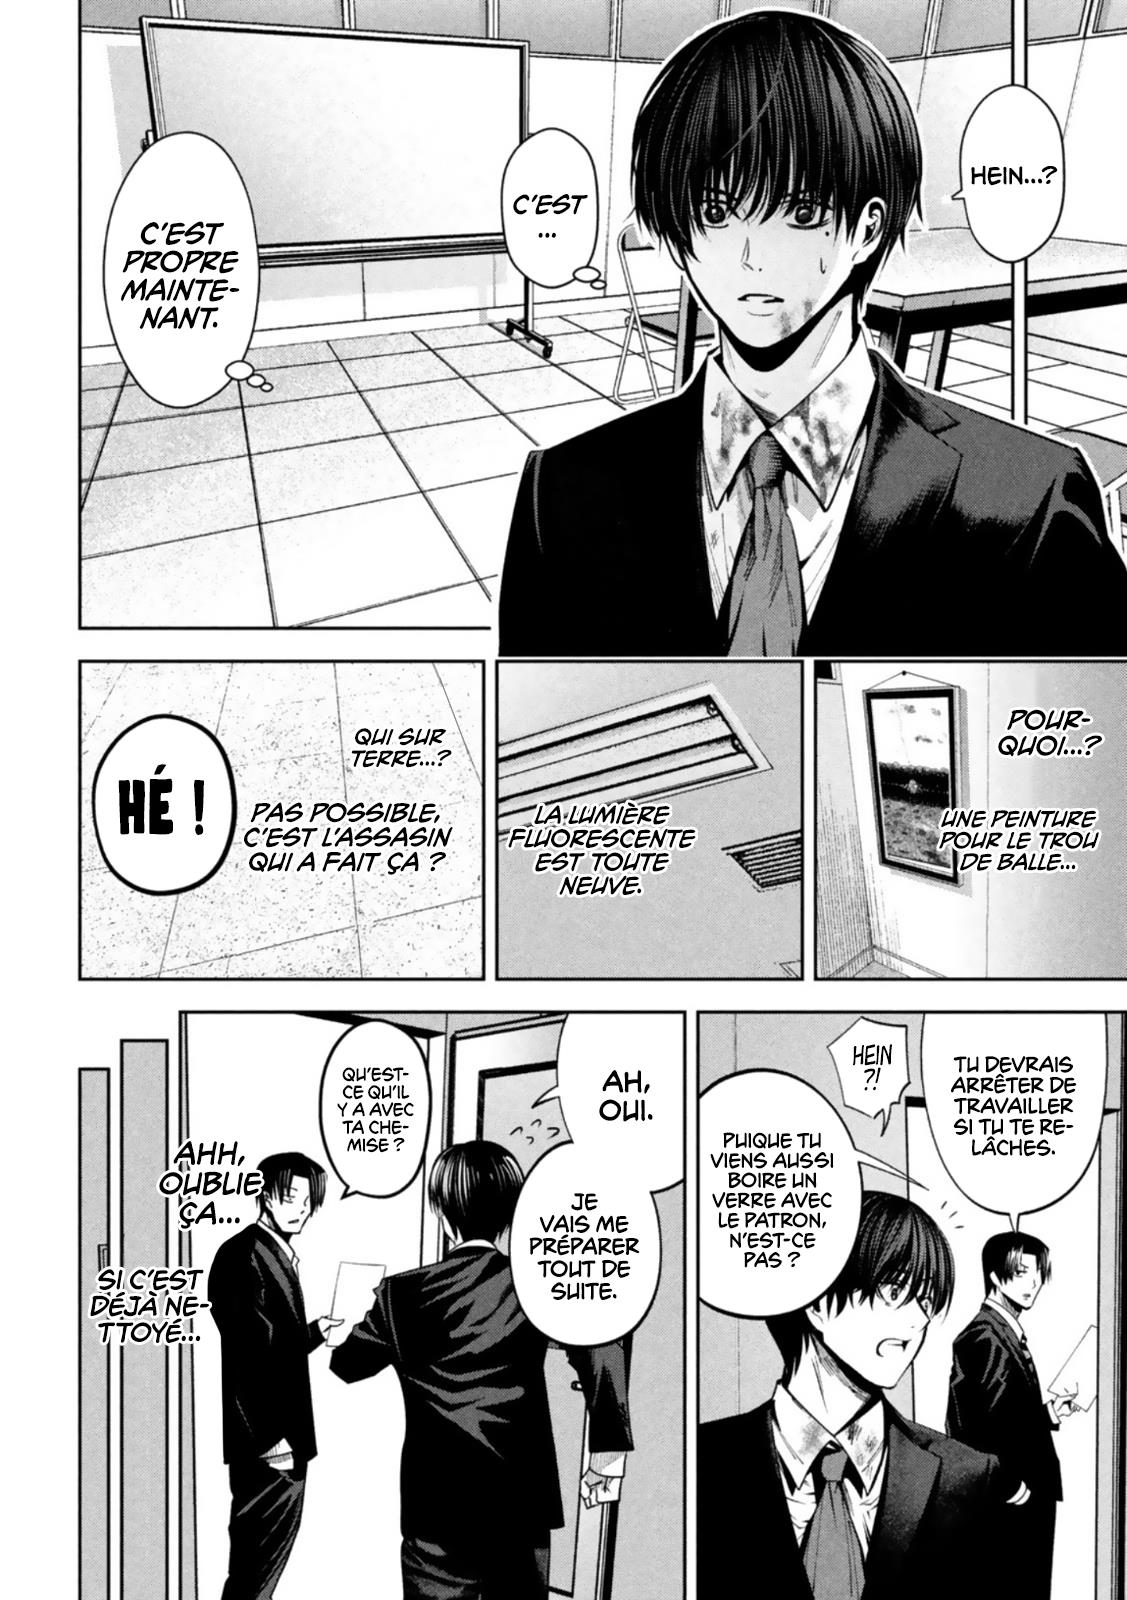 HEIN...?
C'EST
...
C'EST
PROPRE
MAINTE-
NANT.
POUR-
QUOI...?
UNE PEINTURE
POUR LE TROU
DE BALLE...
LA LUMIÈRE
FLUORESCENTE
EST TOUTE
NEUVE.
QUI SUR
TERRE...?
PAS POSSIBLE,
C'EST L'ASSASIN
QUI A FAIT ÇA ?
HÉ !
TU DEVRAIS
ARRÊTER DE
TRAVAILLER
SI TU TE RE-
LÂCHES.
HEIN
?!
PUIQUE TU
VIENS AUSSI
BOIRE UN
VERRE AVEC
LE PATRON,
N'EST-CE
PAS ?
AH,
OUI.
JE
VAIS ME
PRÉPARER
TOUT DE
SUITE.
QU'EST-
CE QU'IL
Y A AVEC
TA CHE-
MISE ?
AHH,
OUBLIE
ÇA...
SI C'EST
DÉJÀ NE-
TTOYÉ...